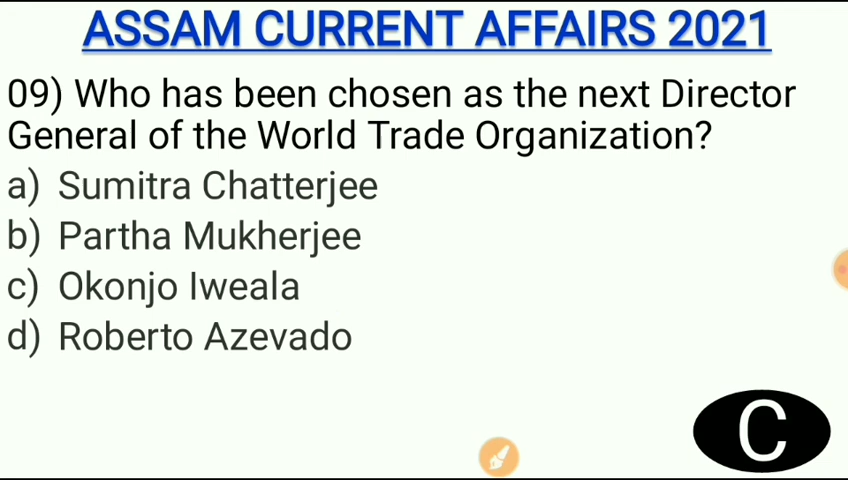 ASSAM CURRENT AFFAIRS 2021
09) Who has been chosen as the next Director
General of the World Trade Organization?
a) Sumitra Chatterjee
b) Partha Mukherjee
c) Okonjo Iweala
d) Roberto Azevado
C